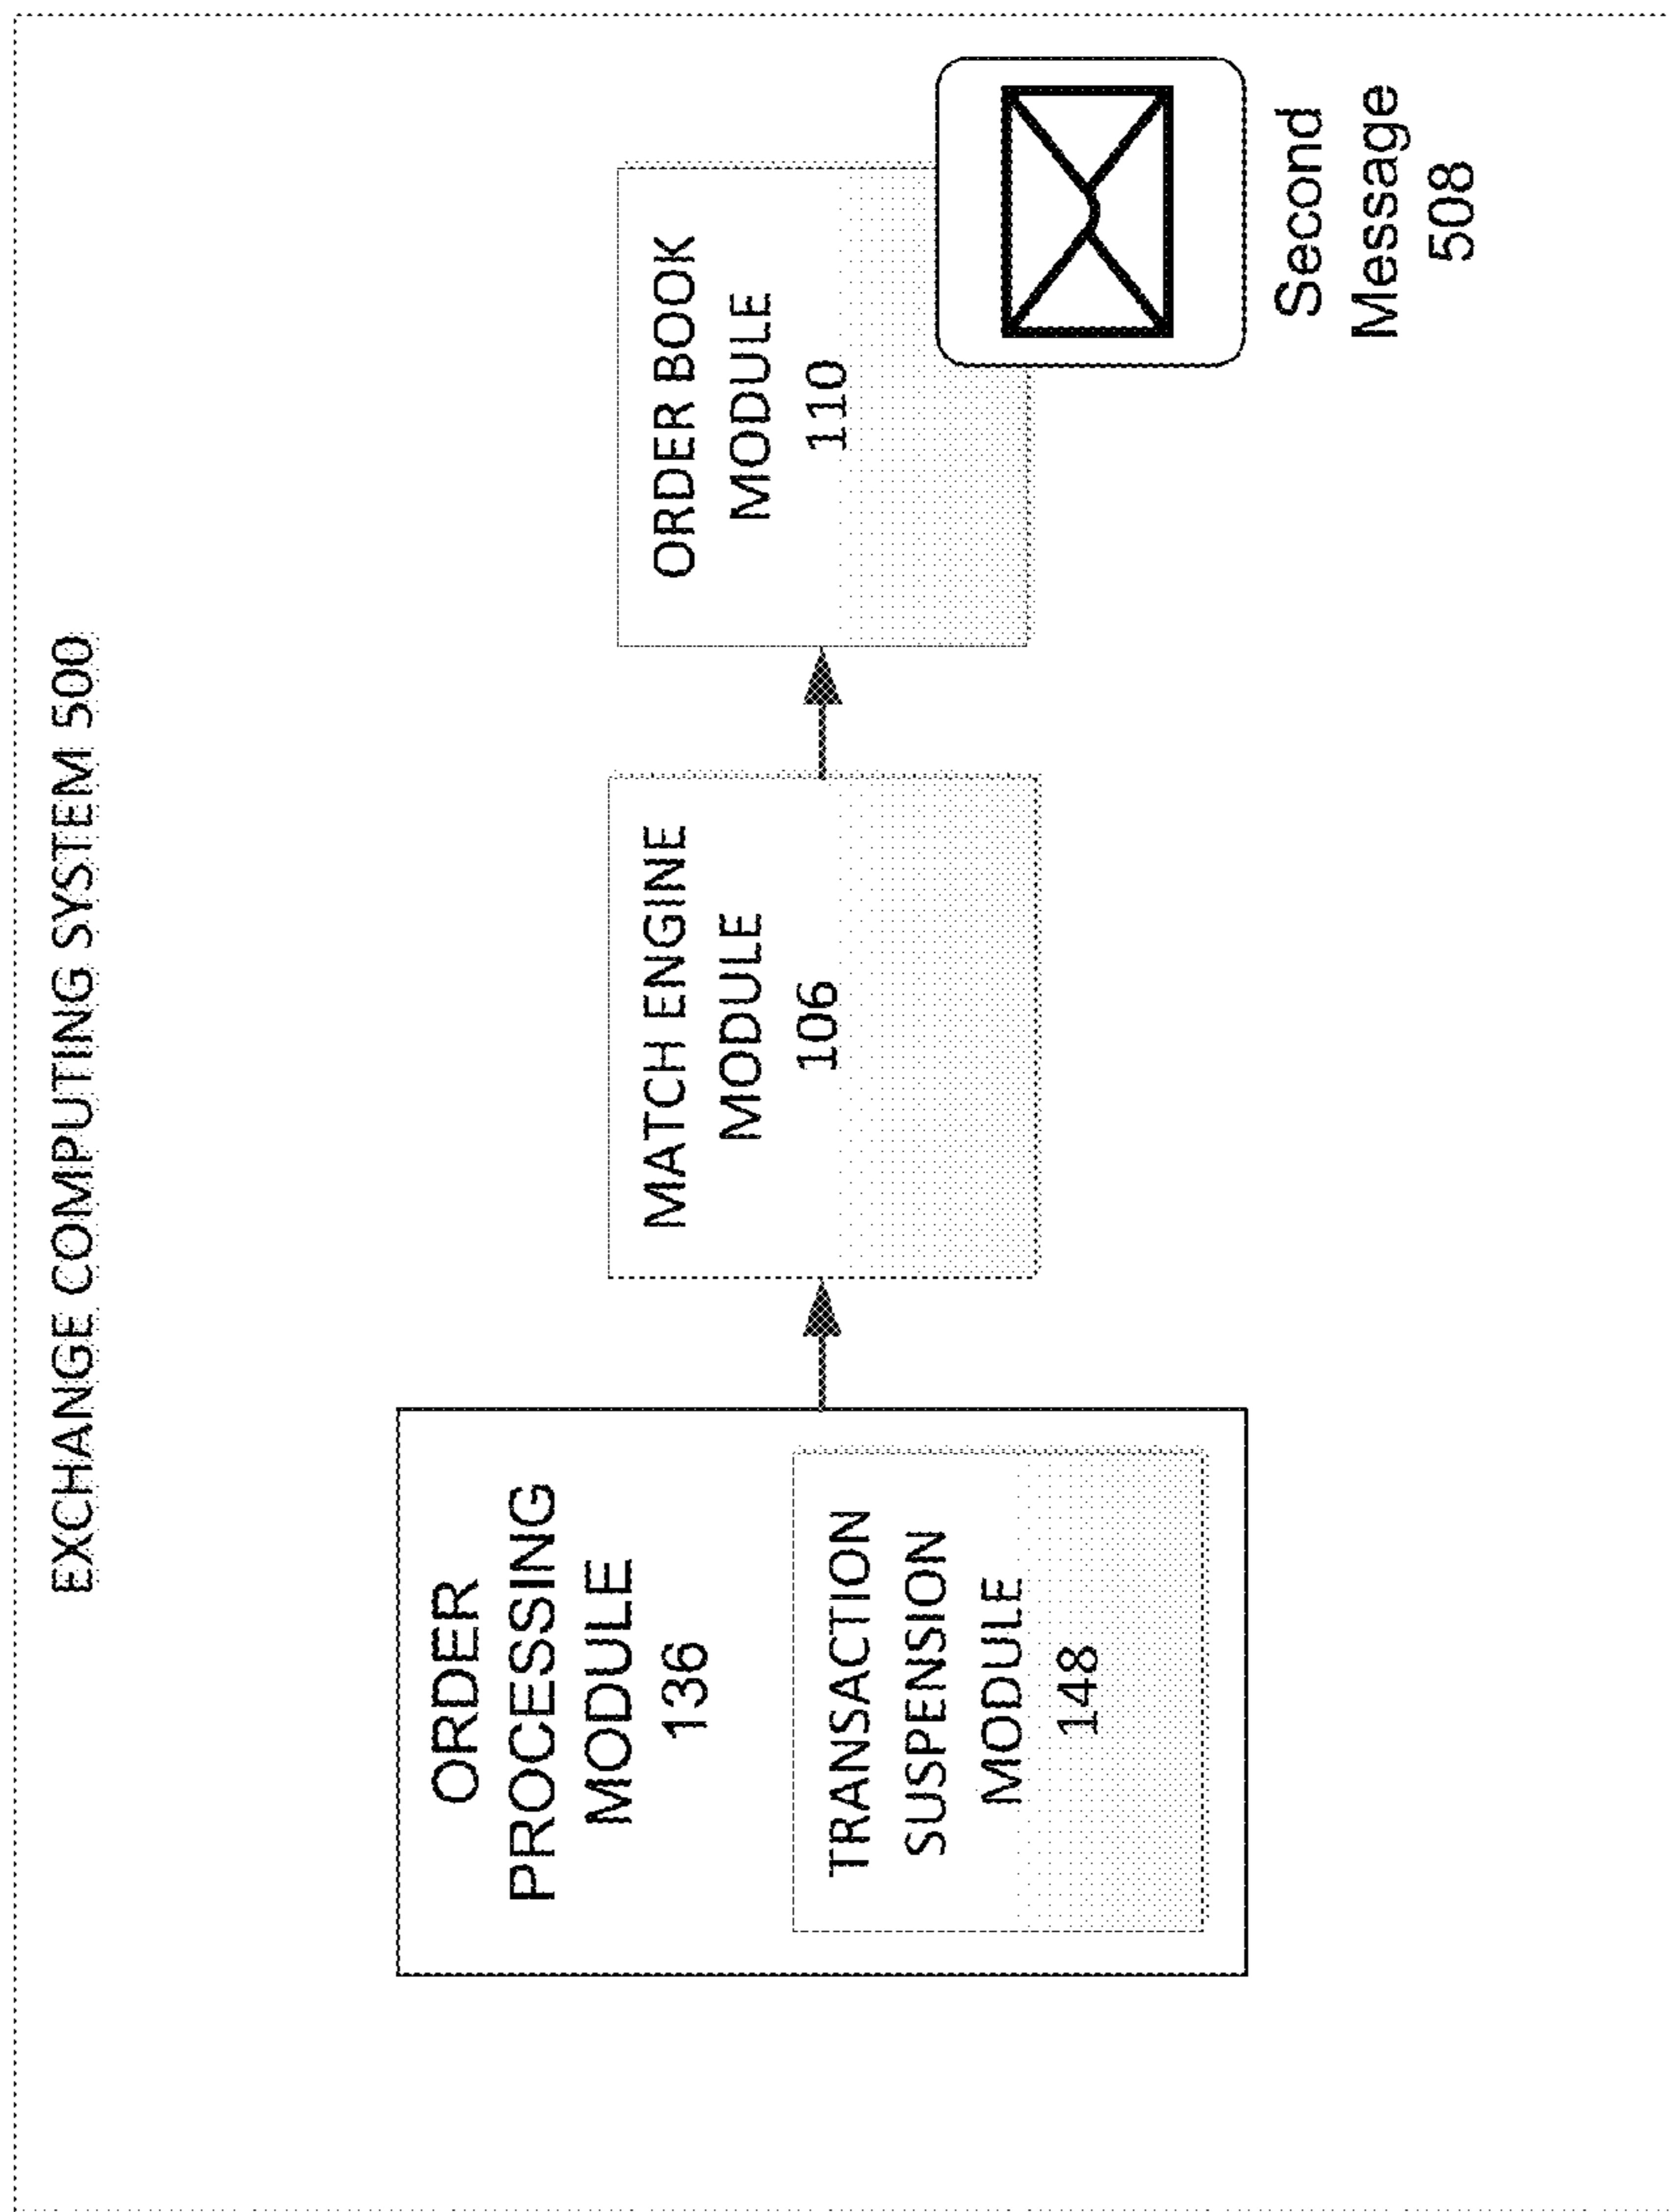 EXCHANGE COMPUTING SYSTEM 500
ORDER
PROCESSING
MODULE
136
TRANSACTION
SUSPENSION
MODULE
148
MATCH ENGINE
MODULE
106
ORDER BOOK
MODULE
110
Second
Message
508